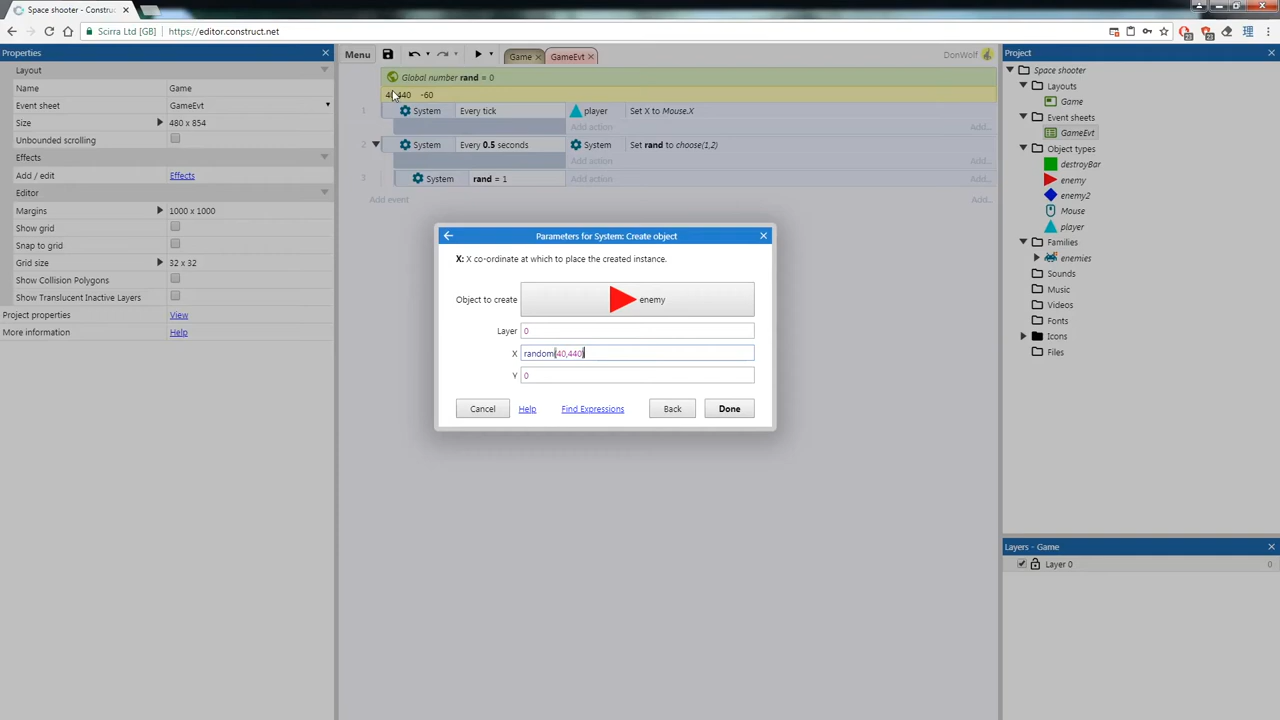 Space shooter - Constru
Scirra Ltd [GB] https://editor.construct.net
Properties
Layout
Name Game
Event sheet GameEvt
Size 480 x 854
Unbounded scrolling
Effects
Add / edit Effects
Editor
Margins 1000 x 1000
Show grid
Snap to grid
Grid size 32 x 32
Show Collision Polygons
Show Translucent Inactive Layers
Project properties View
More information Help
Menu Game GameEvt DonWolf
Global number rand = 0
-60
1 System Every tick player Set X to Mouse.X
Add action Add...
2 System Every 0.5 seconds System Set rand to choose(1,2)
Add action Add...
3 System rand = 1 Add action Add...
Add event Add...
Parameters for System: Create object
X: X co-ordinate at which to place the created instance.
Object to create enemy
Layer 0
X random(40,440)
Y 0
Cancel Help Find Expressions Back Done
Project
Space shooter
Layouts
Game
Event sheets
GameEvt
Object types
destroyBar
enemy
enemy2
Mouse
player
Families
enemies
Sounds
Music
Videos
Fonts
Icons
Files
Layers - Game
Layer 0 0